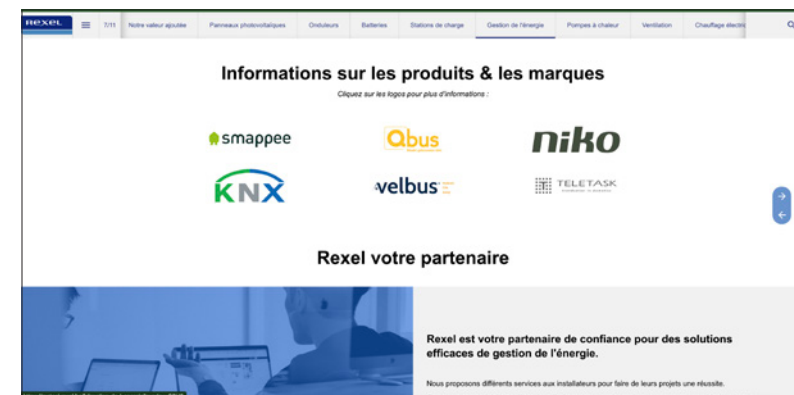 rexel
7/11 Notre valeur ajoutée Panneaux photovoltaïques Onduleurs Batteries Stations de charge Gestion de l'énergie Pompes à chaleur Ventilation Chauffage électric
Informations sur les produits & les marques
Cliquez sur les logos pour plus d'informations :
smappee Qbus niko
KNX velbus TELETASK
Rexel votre partenaire
Rexel est votre partenaire de confiance pour des solutions
efficaces de gestion de l'énergie.
Nous proposons différents services aux installateurs pour faire de leurs projets une réussite.